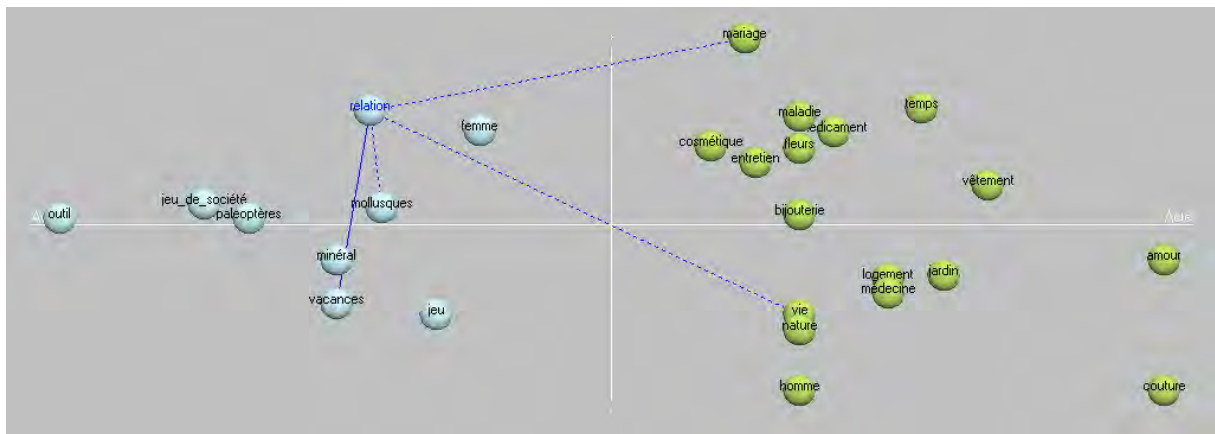 mariage
relation
temps
maladie
edicament
femme
cosmétique
fleurs
entretien
vêtement
jeu_de_société
mollusques
outil
paleoptères
bijouterie
minéral
amour
logement
jardin
médecine
vacances
jeu
vie
nature
homme
couture